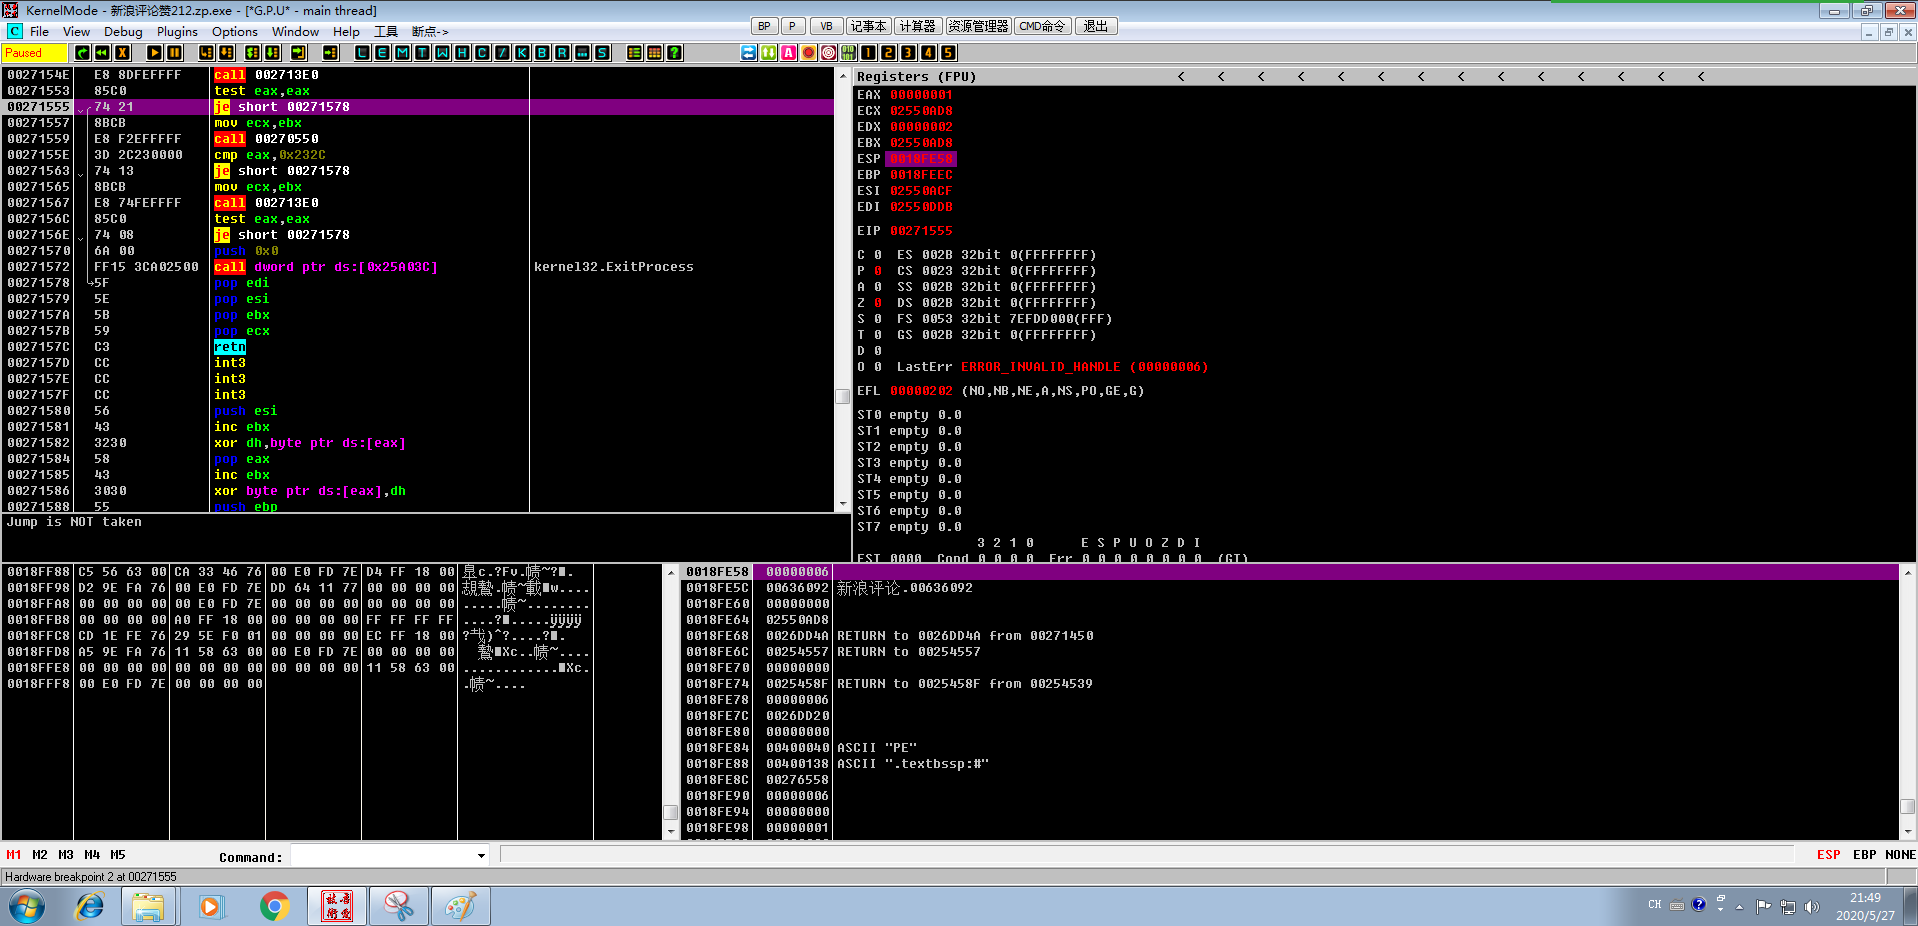 KernelMode - 新浪评论赞212.zp.exe - [*G.P.U* - main thread]
BP P VB 记事本 计算器 资源管理器 CMD命令 退出
C File View Debug Plugins Options Window Help 工具 断点->
Paused
L E M T W H C / K B R ... S
1 2 3 4 5
0027154E E8 8DFEFFFF call 002713E0
00271553 85C0 test eax,eax
00271555 74 21 je short 00271578
00271557 8BCB mov ecx,ebx
00271559 E8 F2EFFFFF call 00270550
0027155E 3D 2C230000 cmp eax,0x232C
00271563 74 13 je short 00271578
00271565 8BCB mov ecx,ebx
00271567 E8 74FEFFFF call 002713E0
0027156C 85C0 test eax,eax
0027156E 74 08 je short 00271578
00271570 6A 00 push 0x0
00271572 FF15 3CA02500 call dword ptr ds:[0x25A03C] kernel32.ExitProcess
00271578 5F pop edi
00271579 5E pop esi
0027157A 5B pop ebx
0027157B 59 pop ecx
0027157C C3 retn
0027157D CC int3
0027157E CC int3
0027157F CC int3
00271580 56 push esi
00271581 43 inc ebx
00271582 3230 xor dh,byte ptr ds:[eax]
00271584 58 pop eax
00271585 43 inc ebx
00271586 3030 xor byte ptr ds:[eax],dh
00271588 55 push ebp
Jump is NOT taken
Registers (FPU) < < < < < < < < < < < < < <
EAX 00000001
ECX 02550AD8
EDX 00000002
EBX 02550AD8
ESP 0018FE58
EBP 0018FEEC
ESI 02550ACF
EDI 02550DDB
EIP 00271555
C 0 ES 002B 32bit 0(FFFFFFFF)
P 0 CS 0023 32bit 0(FFFFFFFF)
A 0 SS 002B 32bit 0(FFFFFFFF)
Z 0 DS 002B 32bit 0(FFFFFFFF)
S 0 FS 0053 32bit 7EFDD000(FFF)
T 0 GS 002B 32bit 0(FFFFFFFF)
D 0
O 0 LastErr ERROR_INVALID_HANDLE (00000006)
EFL 00000202 (NO,NB,NE,A,NS,PO,GE,G)
ST0 empty 0.0
ST1 empty 0.0
ST2 empty 0.0
ST3 empty 0.0
ST4 empty 0.0
ST5 empty 0.0
ST6 empty 0.0
ST7 empty 0.0
3 2 1 0 E S P U O Z D I
FST 0000 Cond 0 0 0 0 Err 0 0 0 0 0 0 0 0 (GT)
0018FF88 C5 56 63 00 CA 33 46 76 00 E0 FD 7E D4 FF 18 00
0018FF98 D2 9E FA 76 00 E0 FD 7E DD 64 11 77 00 00 00 00
0018FFA8 00 00 00 00 00 E0 FD 7E 00 00 00 00 00 00 00 00
0018FFB8 00 00 00 00 A0 FF 18 00 00 00 00 00 FF FF FF FF
0018FFC8 CD 1E FE 76 29 5E F0 01 00 00 00 00 EC FF 18 00
0018FFD8 A5 9E FA 76 11 58 63 00 00 E0 FD 7E 00 00 00 00
0018FFE8 00 00 00 00 00 00 00 00 00 00 00 00 11 58 63 00
0018FFF8 00 E0 FD 7E 00 00 00 00
0018FE58 00000006
0018FE5C 00636092 新浪评论.00636092
0018FE60 00000000
0018FE64 02550AD8
0018FE68 0026DD4A RETURN to 0026DD4A from 00271450
0018FE6C 00254557 RETURN to 00254557
0018FE70 00000000
0018FE74 0025458F RETURN to 0025458F from 00254539
0018FE78 00000006
0018FE7C 0026DD20
0018FE80 00000000
0018FE84 00400040 ASCII "PE"
0018FE88 00400138 ASCII ".textbssp:#"
0018FE8C 00276558
0018FE90 00000006
0018FE94 00000000
0018FE98 00000001
M1 M2 M3 M4 M5 Command: ESP EBP NONE
Hardware breakpoint 2 at 00271555
CH
21:49
2020/5/27